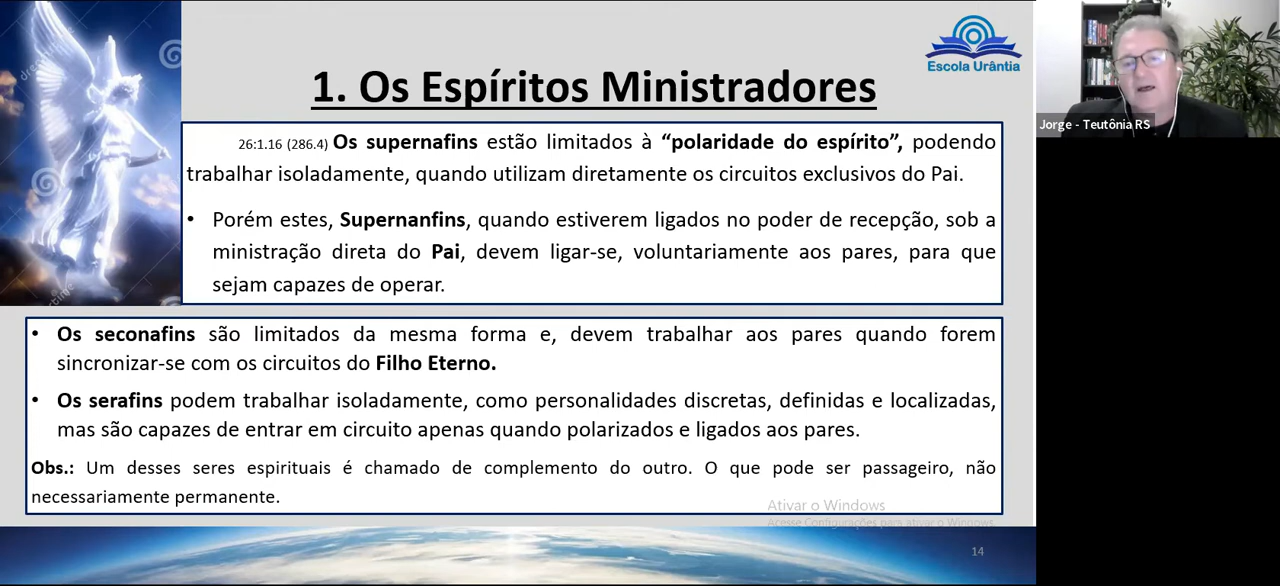 Escola Urântia
1. Os Espíritos Ministradores
26:1.16 (286.4) Os supernafins estão limitados à “polaridade do espírito”, podendo
trabalhar isoladamente, quando utilizam diretamente os circuitos exclusivos do Pai.
• Porém estes, Supernanfins, quando estiverem ligados no poder de recepção, sob a
ministração direta do Pai, devem ligar-se, voluntariamente aos pares, para que
sejam capazes de operar.
• Os seconafins são limitados da mesma forma e, devem trabalhar aos pares quando forem
sincronizar-se com os circuitos do Filho Eterno.
• Os serafins podem trabalhar isoladamente, como personalidades discretas, definidas e localizadas,
mas são capazes de entrar em circuito apenas quando polarizados e ligados aos pares.
Obs.: Um desses seres espirituais é chamado de complemento do outro. O que pode ser passageiro, não
necessariamente permanente.
Ativar o Windows
Acesse Configurações para ativar o Windows.
14
Jorge - Teutônia RS